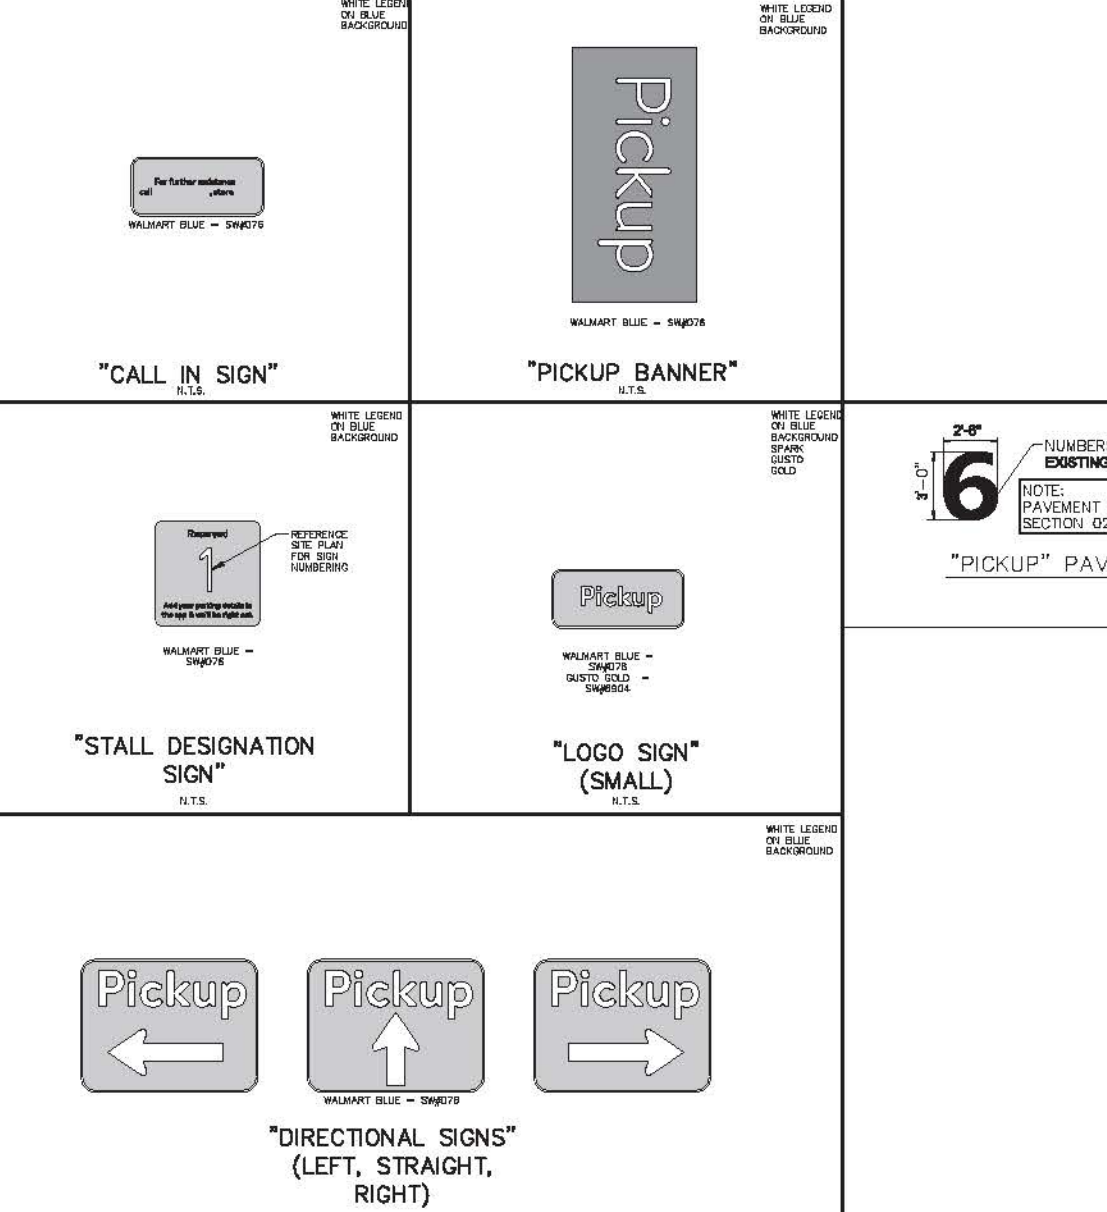 WHITE LEGEND
ON BLUE
BACKGROUND
For further assistance
call ,store
WALMART BLUE - SW#076
"CALL IN SIGN"
N.T.S.
WHITE LEGEND
ON BLUE
BACKGROUND
Pickup
WALMART BLUE - SW#076
"PICKUP BANNER"
N.T.S.
WHITE LEGEND
ON BLUE
BACKGROUND
Reserved
1
Add your parking details in
the app & we'll be right out.
REFERENCE
SITE PLAN
FOR SIGN
NUMBERING
WALMART BLUE -
SW#076
"STALL DESIGNATION
SIGN"
N.T.S.
WHITE LEGEND
ON BLUE
BACKGROUND
SPARK
GUSTO
GOLD
Pickup
WALMART BLUE -
SW#076
GUSTO GOLD -
SW#6904
"LOGO SIGN"
(SMALL)
N.T.S.
2'-6"
3'-0"
6
NUMBER
EXISTING
NOTE:
PAVEMENT
SECTION 02
"PICKUP" PAV
WHITE LEGEND
ON BLUE
BACKGROUND
Pickup
Pickup
Pickup
WALMART BLUE - SW#076
"DIRECTIONAL SIGNS"
(LEFT, STRAIGHT,
RIGHT)